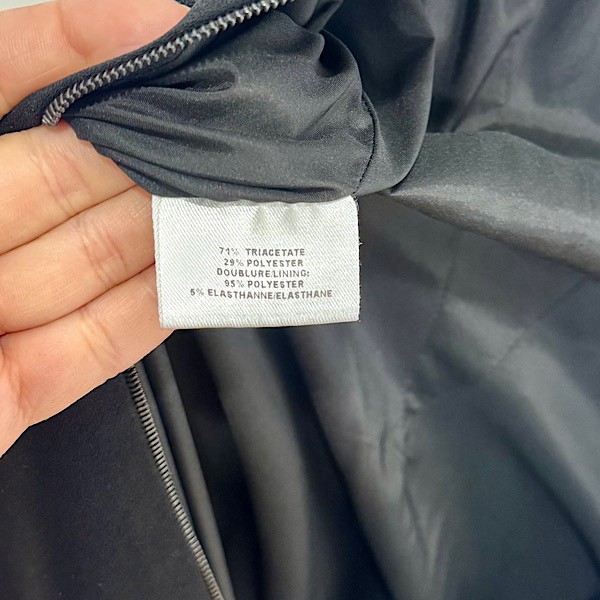 71% TRIACETATE
29% POLYESTER
DOUBLURE/LINING:
95% POLYESTER
5% ELASTHANNE/ELASTHANE